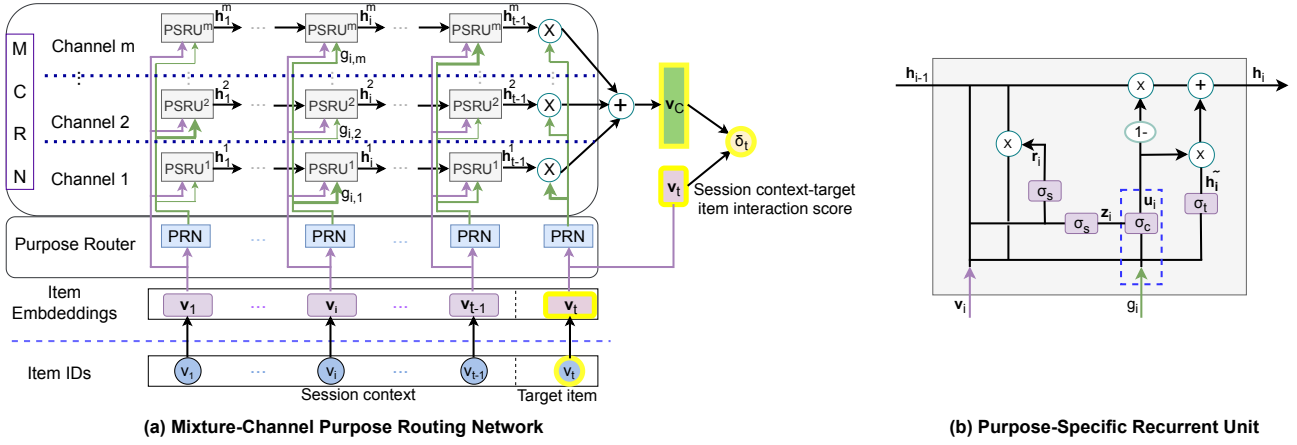 M
C
R
N
Channel m
PSRU^m h_1^m ... PSRU^m h_i^m ... PSRU^m h_{t-1}^m X
g_{i,m}
Channel 2
PSRU^2 h_1^2 ... PSRU^2 h_i^2 ... PSRU^2 h_{t-1}^2 X + v_C
g_{i,2}
δ_t
Channel 1
PSRU^1 h_1^1 ... PSRU^1 h_i^1 ... PSRU^1 h_{t-1}^1 X
g_{i,1}
v_t
Session context-target
item interaction score
Purpose Router
PRN ... PRN ... PRN PRN
Item
Embdeddings
v_1 ... v_i ... v_{t-1} v_t
Item IDs
v_1 ... v_i ... v_{t-1} v_t
Session context
Target item
(a) Mixture-Channel Purpose Routing Network
h_{i-1}
h_i
X
+
1-
X
r_i
X
h̃_i
σ_s
u_i
σ_t
σ_s
z_i
σ_c
v_i
g_i
(b) Purpose-Specific Recurrent Unit